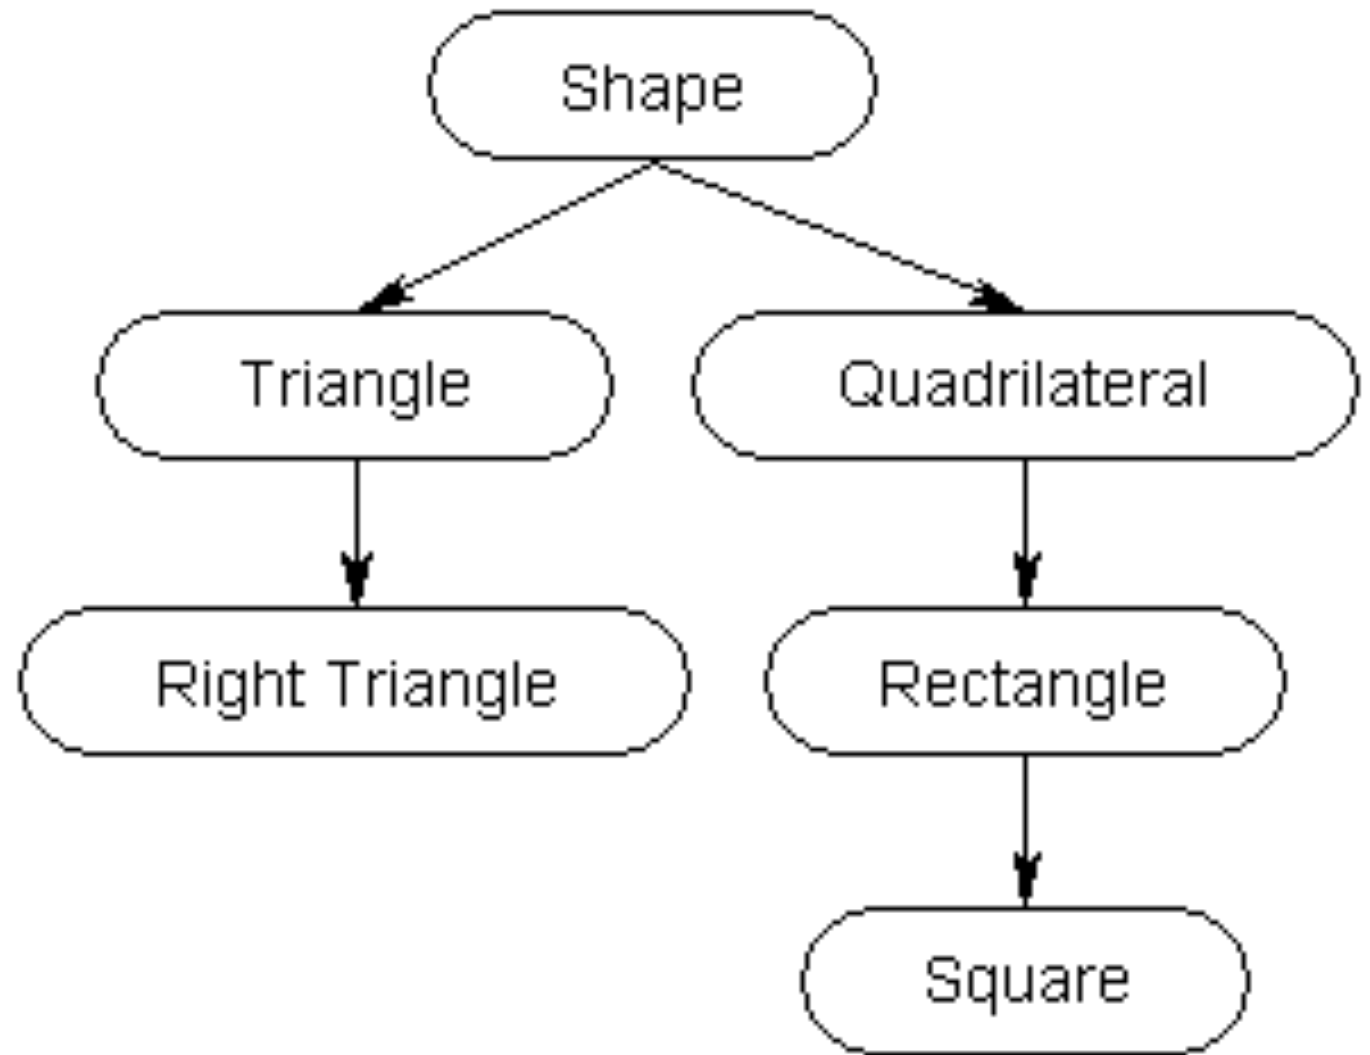 Shape
Triangle
Quadrilateral
Right Triangle
Rectangle
Square